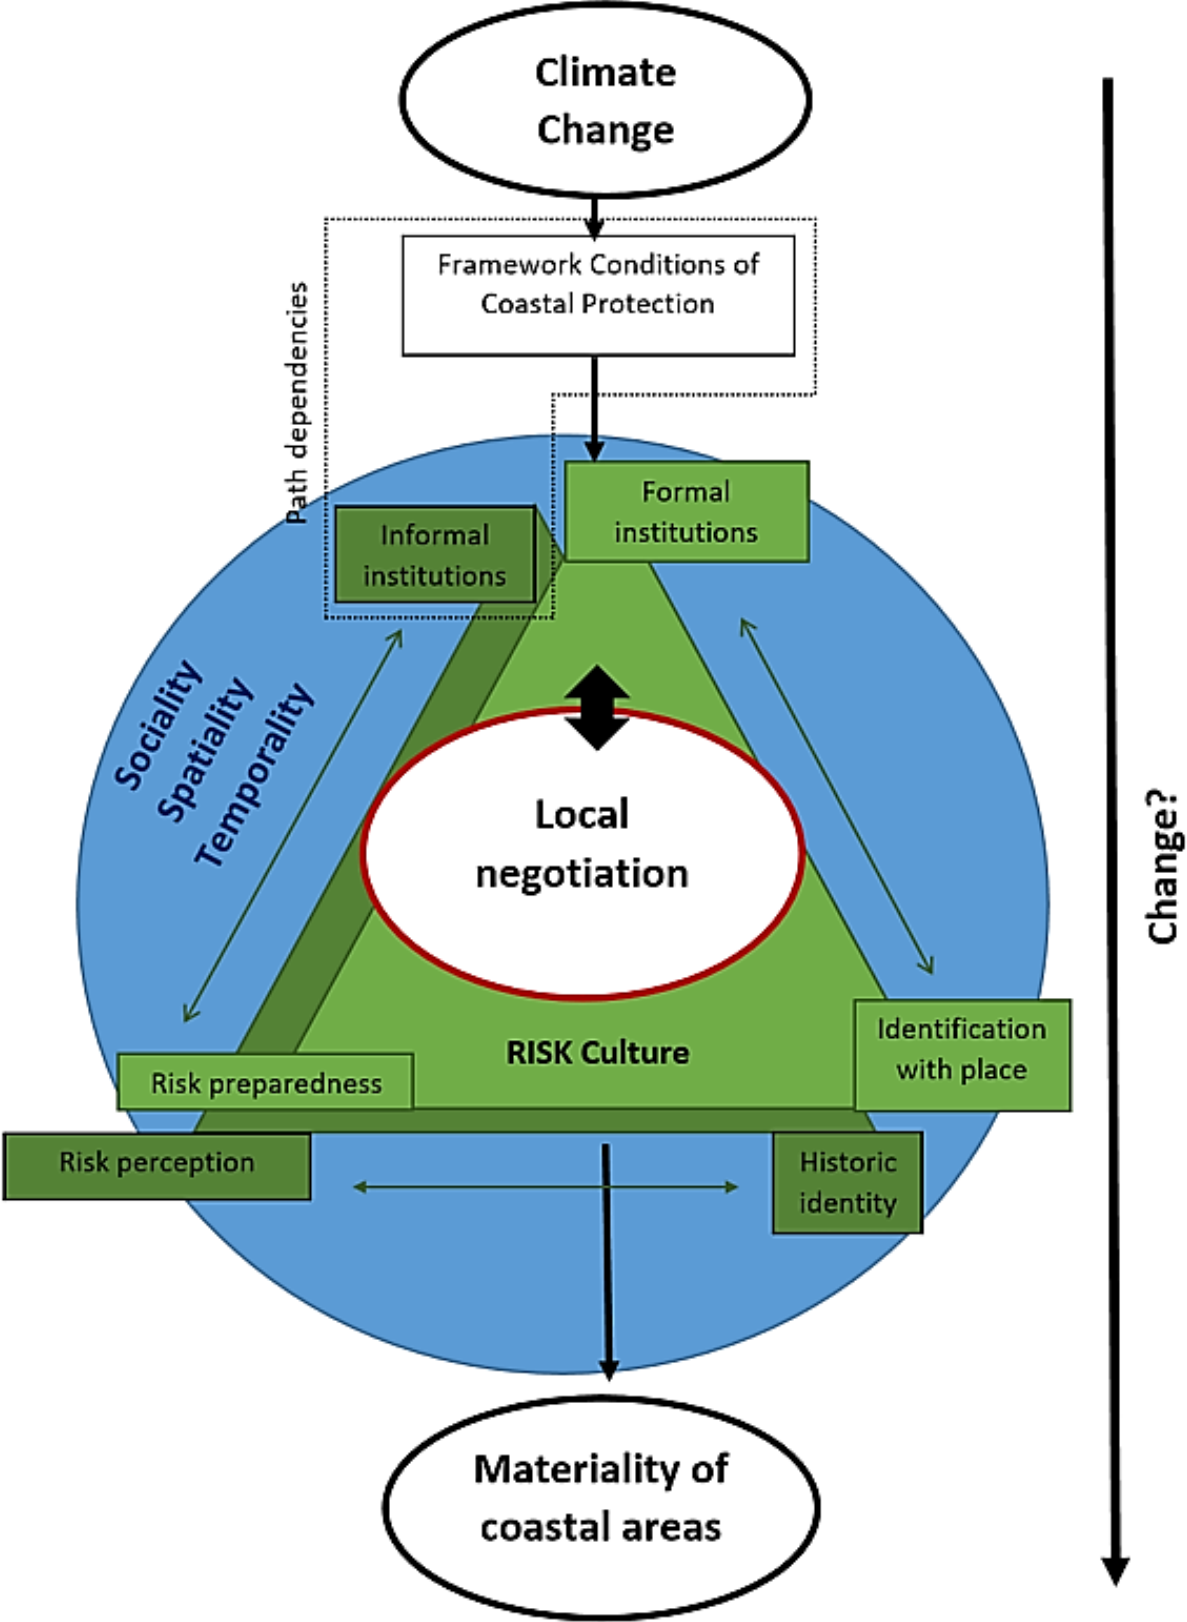 Climate
Change
Framework Conditions of
Coastal Protection
Path dependencies
Formal
institutions
Informal
institutions
Sociality
Spatiality
Temporality
Local
negotiation
Change?
RISK Culture
Identification
with place
Risk preparedness
Risk perception
Historic
identity
Materiality of
coastal areas